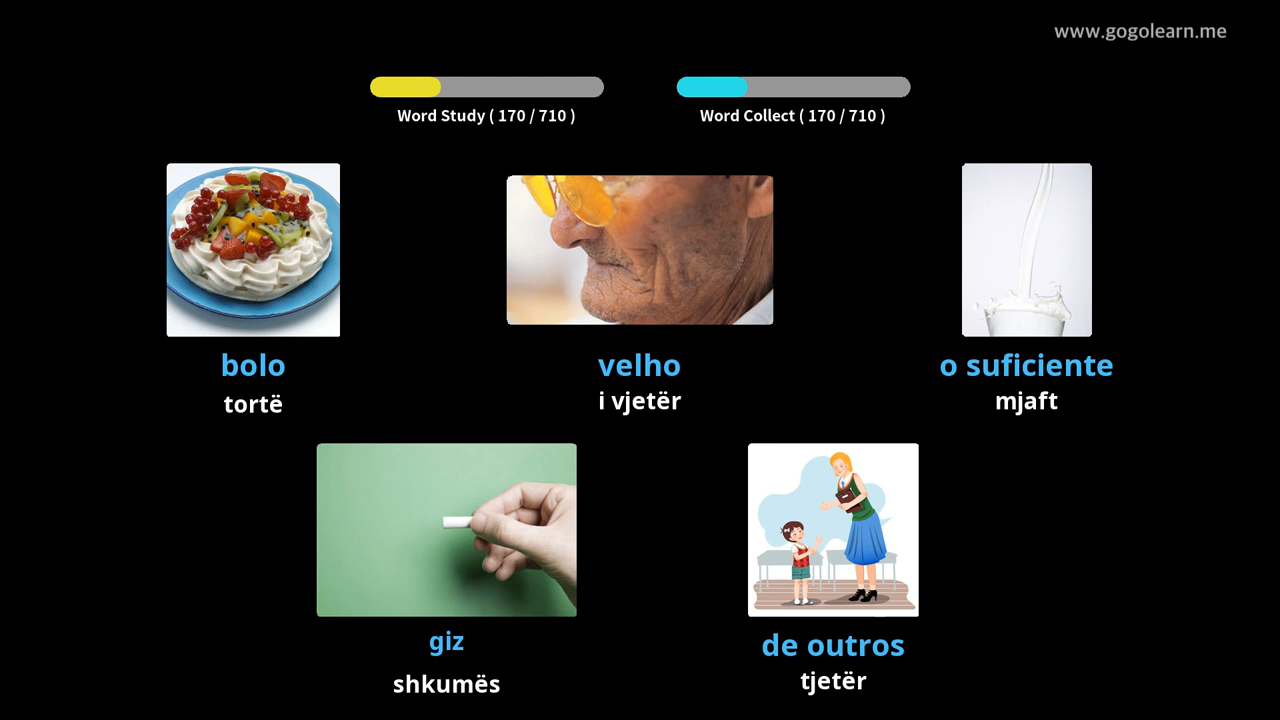 www.gogolearn.me
Word Study ( 170 / 710 )
Word Collect ( 170 / 710 )
bolo
tortë
velho
i vjetër
o suficiente
mjaft
giz
shkumës
de outros
tjetër